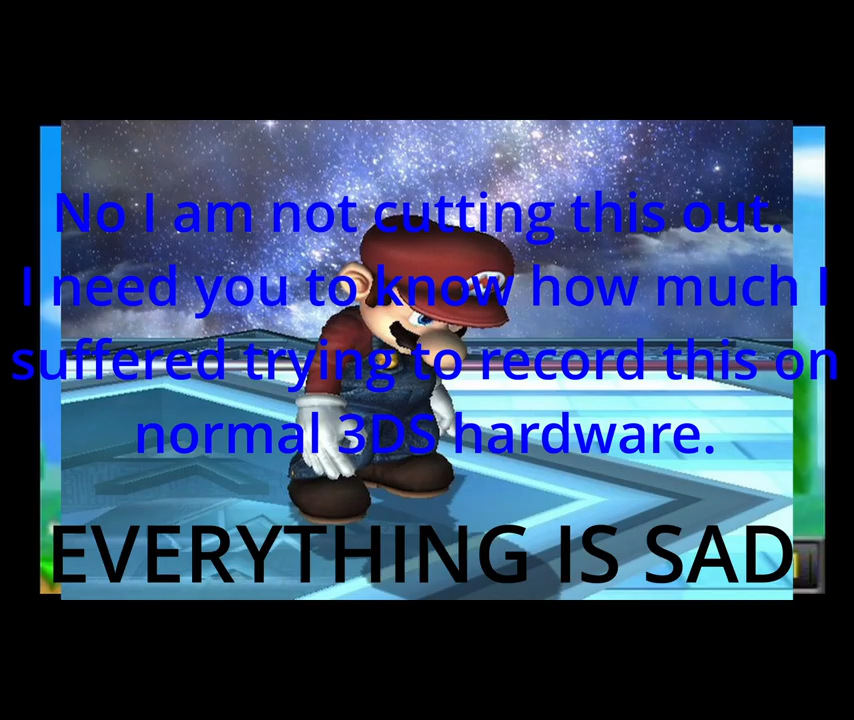 No I am not cutting this out.
I need you to know how much I
suffered trying to record this on
normal 3DS hardware.
EVERYTHING IS SAD